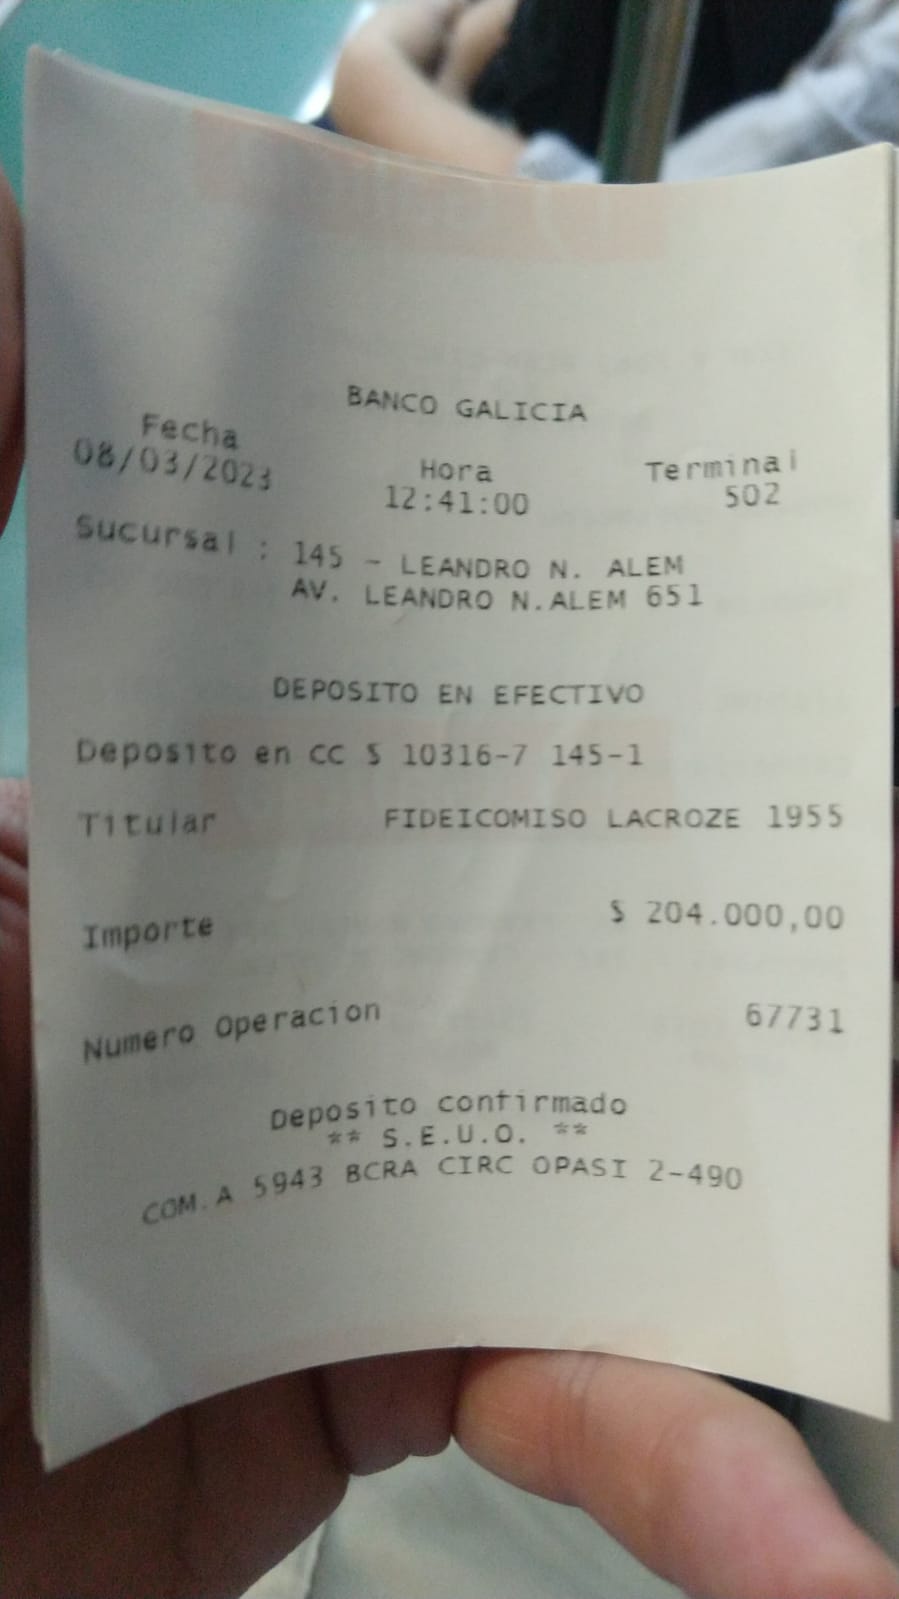 BANCO GALICIA
Fecha Hora Terminal
08/03/2023 12:41:00 502
Sucursal : 145 - LEANDRO N. ALEM
AV. LEANDRO N.ALEM 651
DEPOSITO EN EFECTIVO
Deposito en CC $ 10316-7 145-1
Titular FIDEICOMISO LACROZE 1955
Importe $ 204.000,00
Numero Operacion 67731
Deposito confirmado
** S.E.U.O. **
COM.A 5943 BCRA CIRC OPASI 2-490